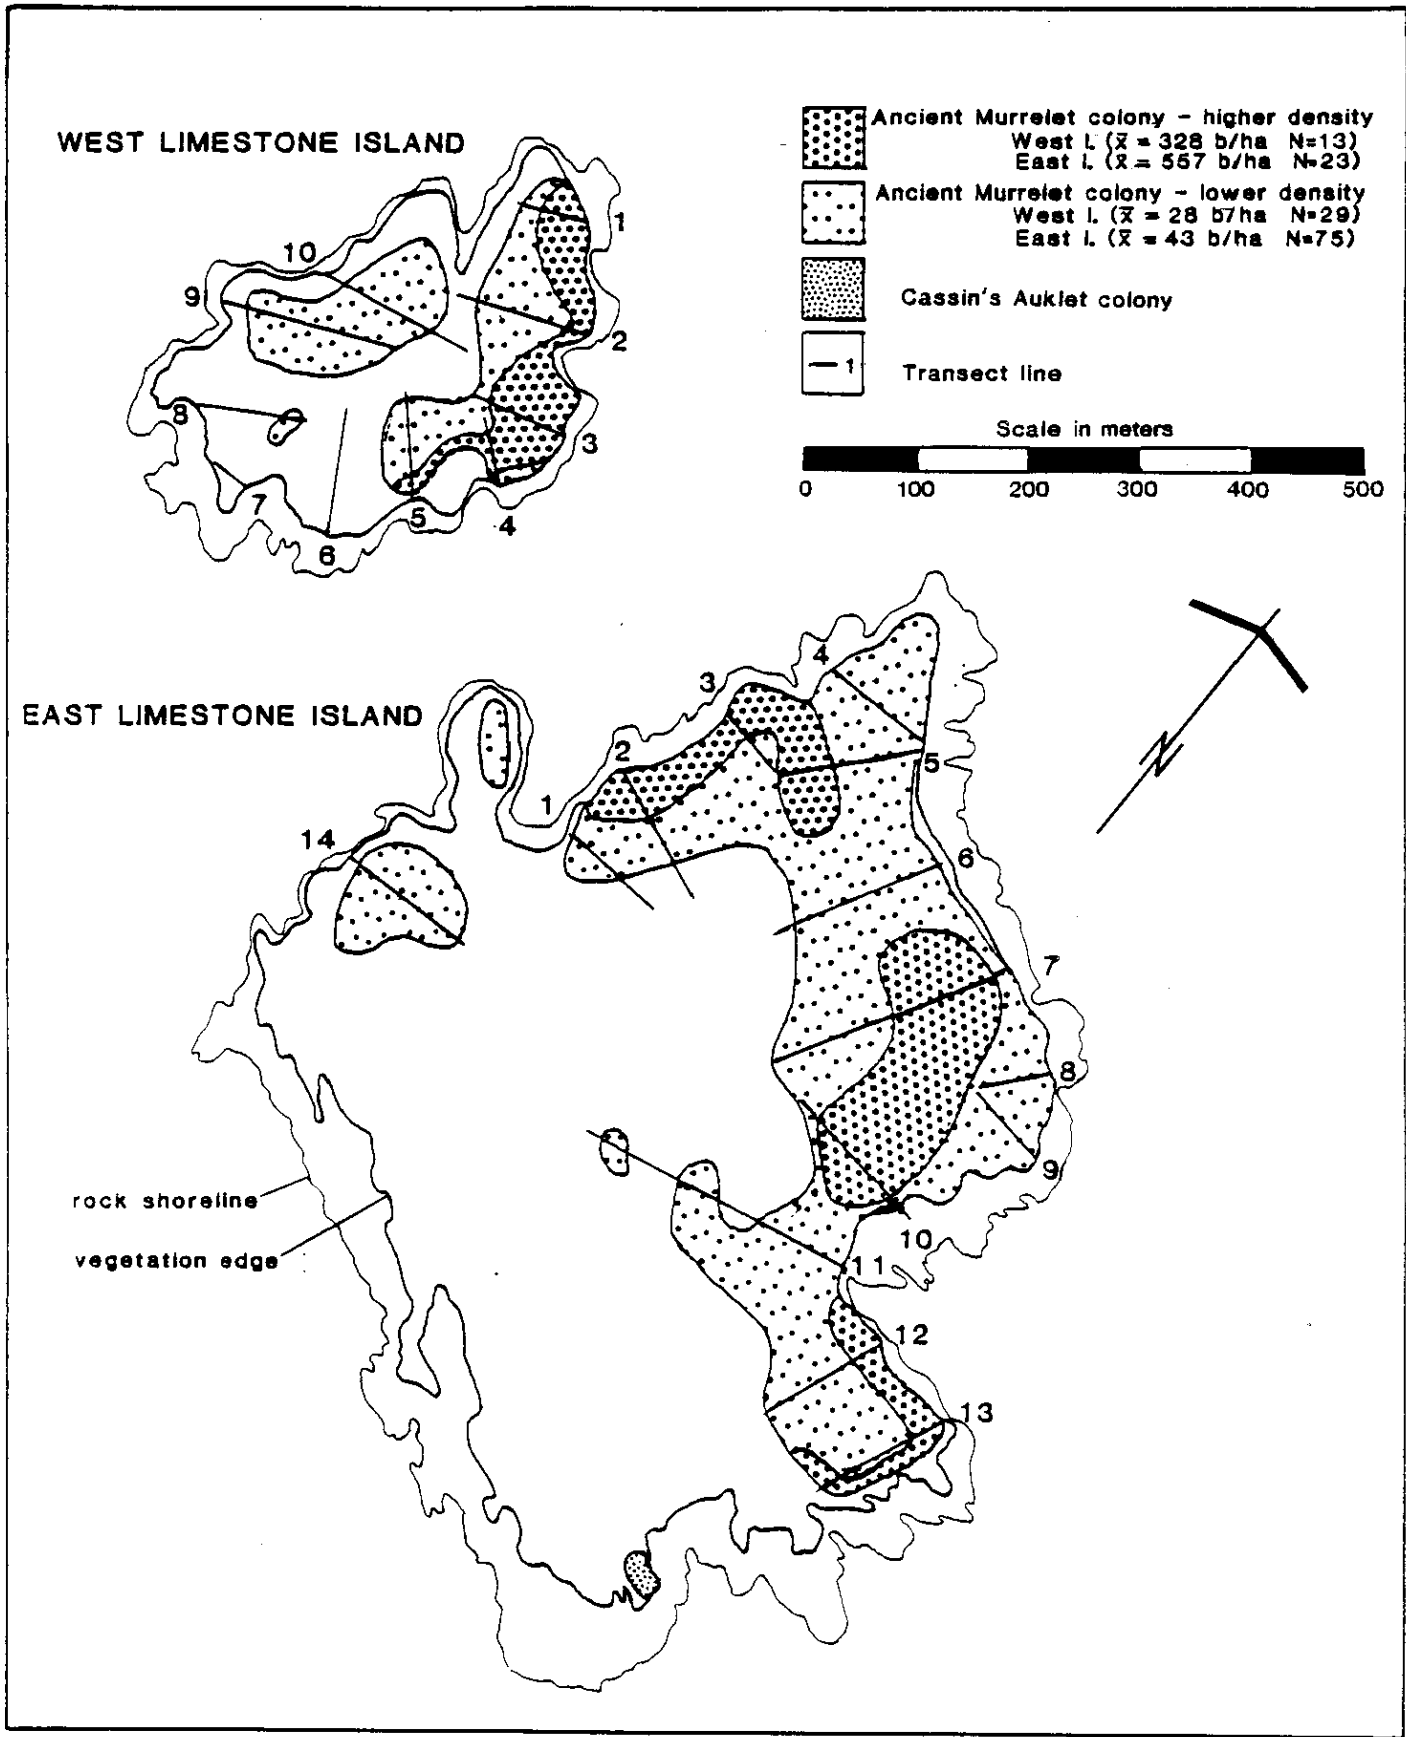 WEST LIMESTONE ISLAND
Ancient Murrelet colony - higher density
West I. (x̄ = 328 b/ha N=13)
East I. (x̄ = 557 b/ha N=23)
Ancient Murrelet colony - lower density
West I. (x̄ = 28 b/ha N=29)
East I. (x̄ = 43 b/ha N=75)
Cassin's Auklet colony
1
Transect line
Scale in meters
0 100 200 300 400 500
1
2
3
4
5
6
7
8
9
10
EAST LIMESTONE ISLAND
1
2
3
4
5
6
7
8
9
10
11
12
13
14
N
rock shoreline
vegetation edge